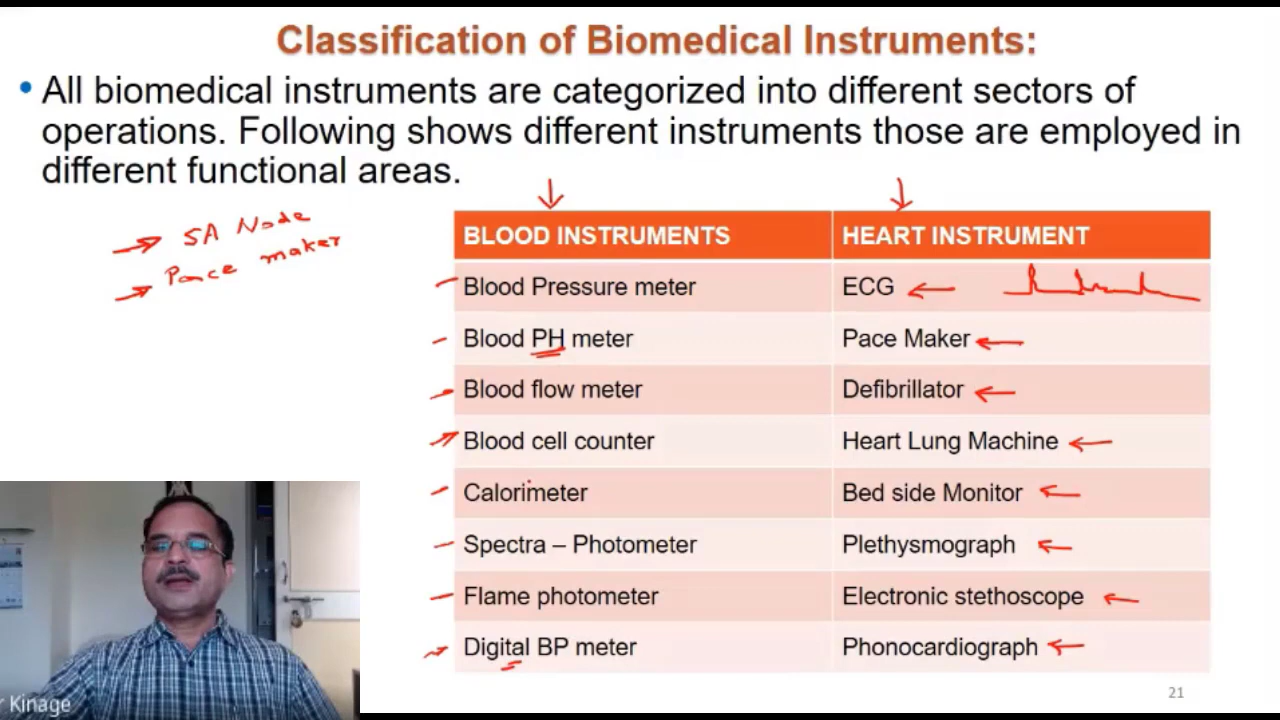 Classification of Biomedical Instruments:
• All biomedical instruments are categorized into different sectors of
operations. Following shows different instruments those are employed in
different functional areas.
SA Node
Pace maker
BLOOD INSTRUMENTS HEART INSTRUMENT
Blood Pressure meter ECG
Blood PH meter Pace Maker
Blood flow meter Defibrillator
Blood cell counter Heart Lung Machine
Calorimeter Bed side Monitor
Spectra – Photometer Plethysmograph
Flame photometer Electronic stethoscope
Digital BP meter Phonocardiograph
r Kinage
21